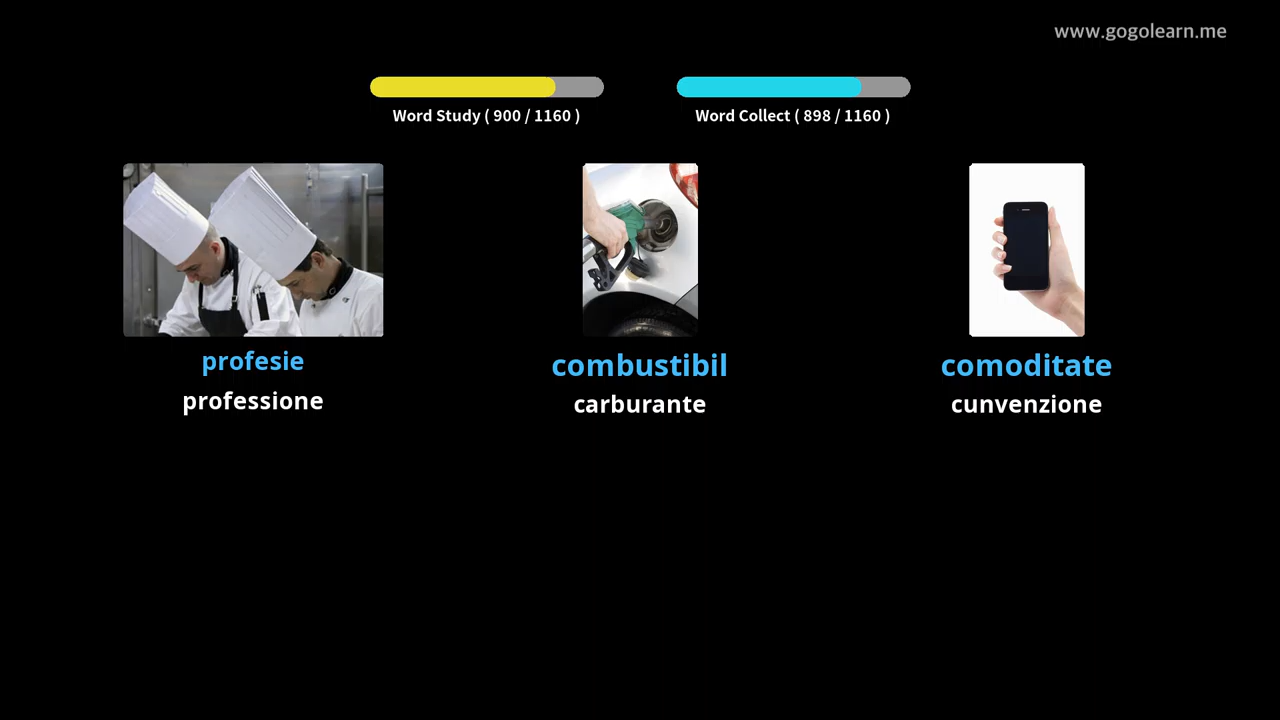 www.gogolearn.me
Word Study ( 900 / 1160 )
Word Collect ( 898 / 1160 )
profesie
professione
combustibil
carburante
comoditate
cunvenzione